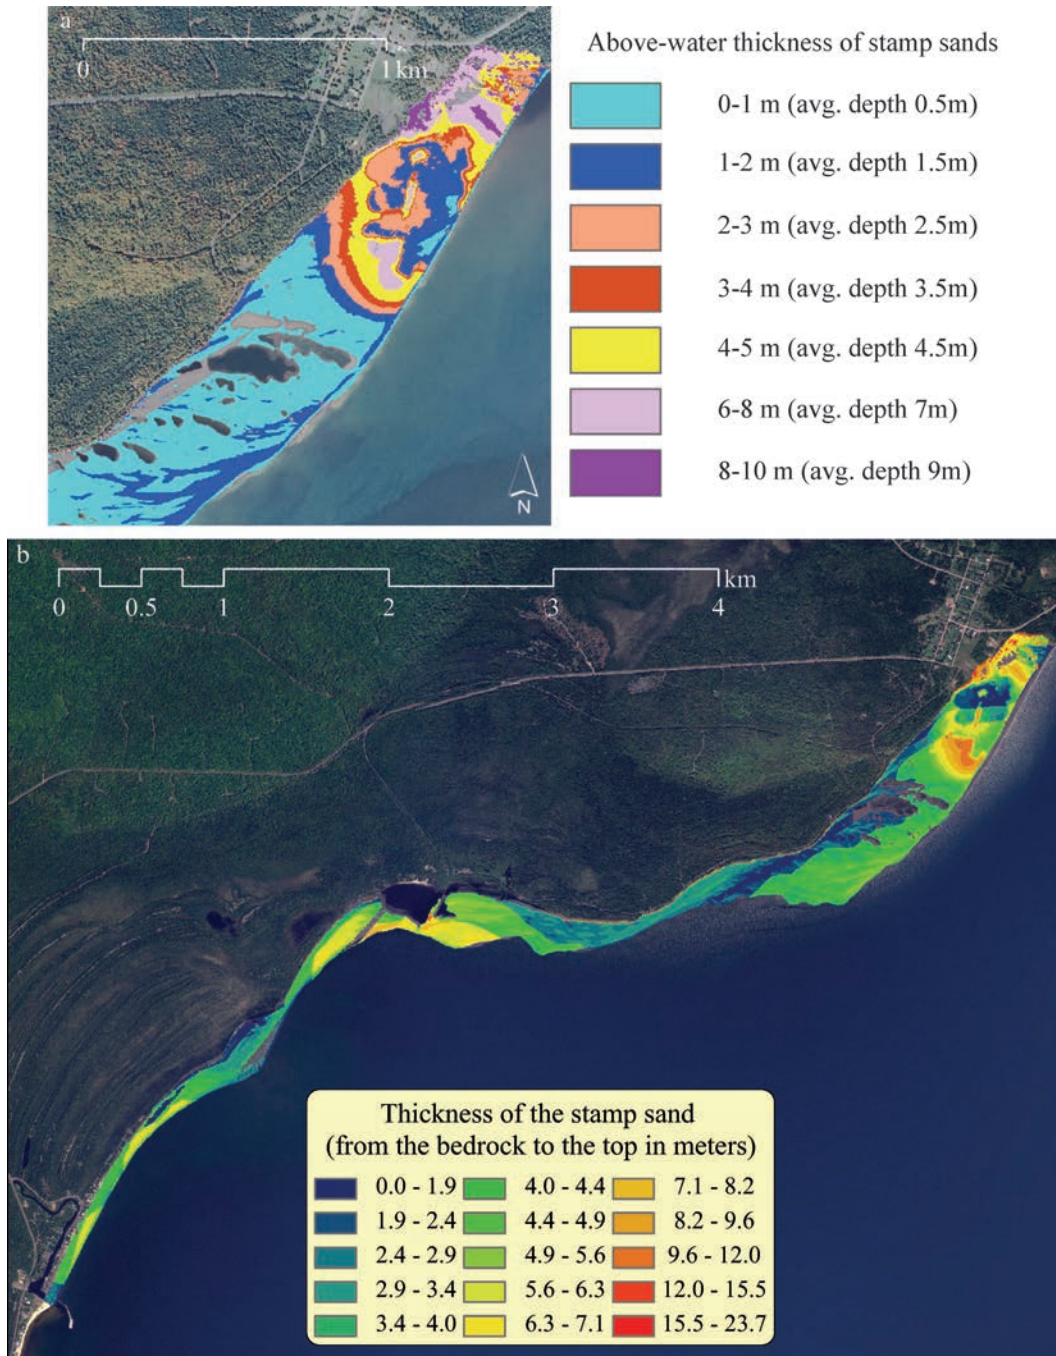 a
0
1 km
N
Above-water thickness of stamp sands
0-1 m (avg. depth 0.5m)
1-2 m (avg. depth 1.5m)
2-3 m (avg. depth 2.5m)
3-4 m (avg. depth 3.5m)
4-5 m (avg. depth 4.5m)
6-8 m (avg. depth 7m)
8-10 m (avg. depth 9m)
b
km
0 0.5 1 2 3 4
Thickness of the stamp sand
(from the bedrock to the top in meters)
0.0 - 1.9 4.0 - 4.4 7.1 - 8.2
1.9 - 2.4 4.4 - 4.9 8.2 - 9.6
2.4 - 2.9 4.9 - 5.6 9.6 - 12.0
2.9 - 3.4 5.6 - 6.3 12.0 - 15.5
3.4 - 4.0 6.3 - 7.1 15.5 - 23.7